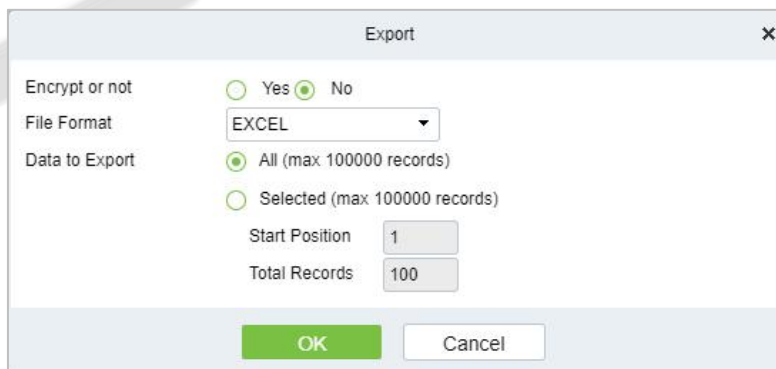 Export
Encrypt or not Yes No
File Format EXCEL
Data to Export All (max 100000 records)
Selected (max 100000 records)
Start Position 1
Total Records 100
OK Cancel